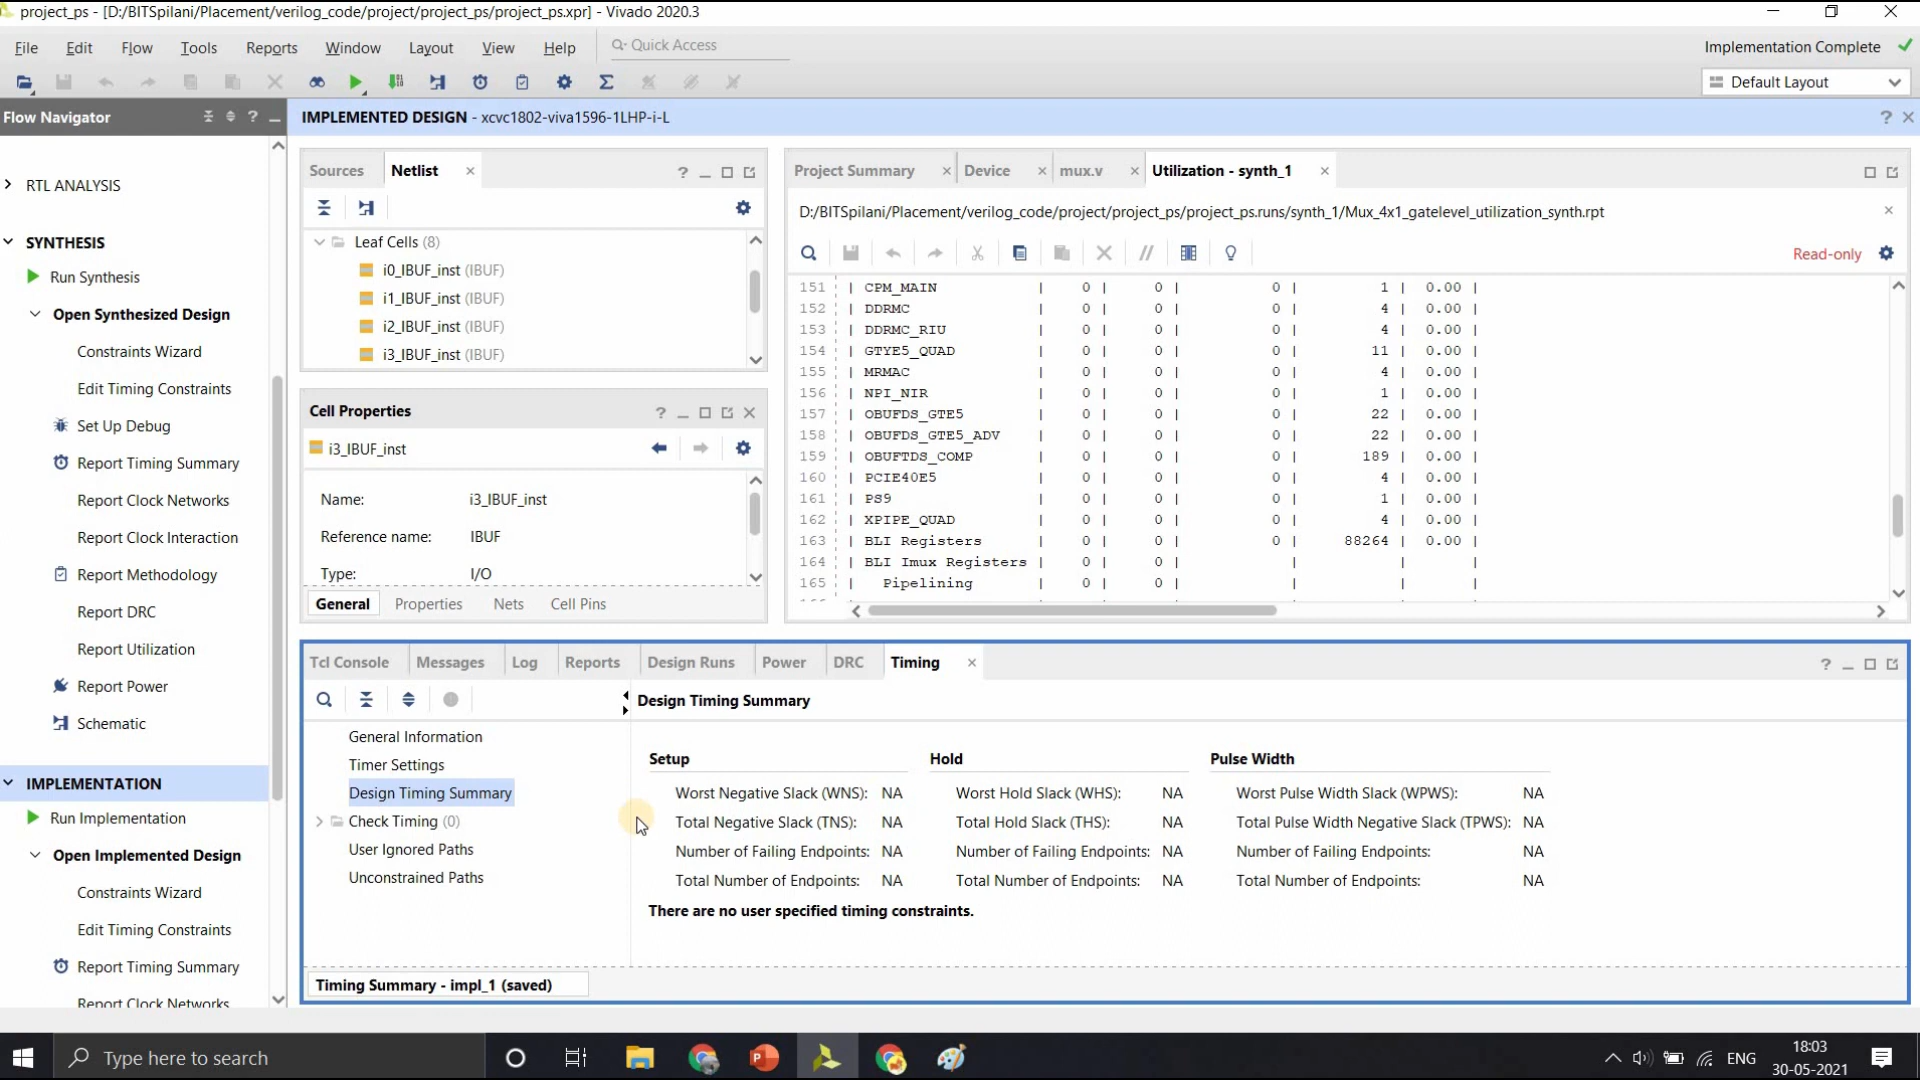 project_ps - [D:/BITSpilani/Placement/verilog_code/project/project_ps/project_ps.xpr] - Vivado 2020.3
File Edit Flow Tools Reports Window Layout View Help Quick Access
Implementation Complete
Default Layout
Flow Navigator
RTL ANALYSIS
SYNTHESIS
Run Synthesis
Open Synthesized Design
Constraints Wizard
Edit Timing Constraints
Set Up Debug
Report Timing Summary
Report Clock Networks
Report Clock Interaction
Report Methodology
Report DRC
Report Utilization
Report Power
Schematic
IMPLEMENTATION
Run Implementation
Open Implemented Design
Constraints Wizard
Edit Timing Constraints
Report Timing Summary
Report Clock Networks
IMPLEMENTED DESIGN - xcvc1802-viva1596-1LHP-i-L
Sources Netlist
Leaf Cells (8)
i0_IBUF_inst (IBUF)
i1_IBUF_inst (IBUF)
i2_IBUF_inst (IBUF)
i3_IBUF_inst (IBUF)
Cell Properties
i3_IBUF_inst
Name: i3_IBUF_inst
Reference name: IBUF
Type: I/O
General Properties Nets Cell Pins
Project Summary Device mux.v Utilization - synth_1
D:/BITSpilani/Placement/verilog_code/project/project_ps/project_ps.runs/synth_1/Mux_4x1_gatelevel_utilization_synth.rpt
Read-only
151 | CPM_MAIN | 0 | 0 | 0 | 1 | 0.00 |
152 | DDRMC | 0 | 0 | 0 | 4 | 0.00 |
153 | DDRMC_RIU | 0 | 0 | 0 | 4 | 0.00 |
154 | GTYE5_QUAD | 0 | 0 | 0 | 11 | 0.00 |
155 | MRMAC | 0 | 0 | 0 | 4 | 0.00 |
156 | NPI_NIR | 0 | 0 | 0 | 1 | 0.00 |
157 | OBUFDS_GTE5 | 0 | 0 | 0 | 22 | 0.00 |
158 | OBUFDS_GTE5_ADV | 0 | 0 | 0 | 22 | 0.00 |
159 | OBUFTDS_COMP | 0 | 0 | 0 | 189 | 0.00 |
160 | PCIE40E5 | 0 | 0 | 0 | 4 | 0.00 |
161 | PS9 | 0 | 0 | 0 | 1 | 0.00 |
162 | XPIPE_QUAD | 0 | 0 | 0 | 4 | 0.00 |
163 | BLI Registers | 0 | 0 | 0 | 88264 | 0.00 |
164 | BLI Imux Registers | 0 | 0 | | | |
165 | Pipelining | 0 | 0 | | | |
Tcl Console Messages Log Reports Design Runs Power DRC Timing
General Information
Timer Settings
Design Timing Summary
Check Timing (0)
User Ignored Paths
Unconstrained Paths
Design Timing Summary
Setup Hold Pulse Width
Worst Negative Slack (WNS): NA Worst Hold Slack (WHS): NA Worst Pulse Width Slack (WPWS): NA
Total Negative Slack (TNS): NA Total Hold Slack (THS): NA Total Pulse Width Negative Slack (TPWS): NA
Number of Failing Endpoints: NA Number of Failing Endpoints: NA Number of Failing Endpoints: NA
Total Number of Endpoints: NA Total Number of Endpoints: NA Total Number of Endpoints: NA
There are no user specified timing constraints.
Timing Summary - impl_1 (saved)
Type here to search
ENG
18:03
30-05-2021